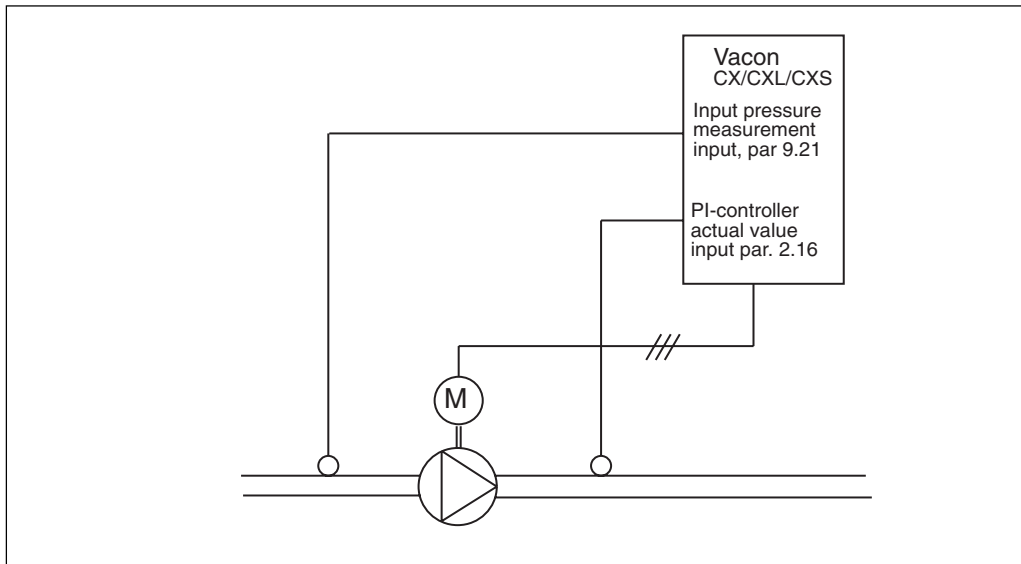 Vacon
CX/CXL/CXS
Input pressure
measurement
input, par 9.21
PI-controller
actual value
input par. 2.16
M